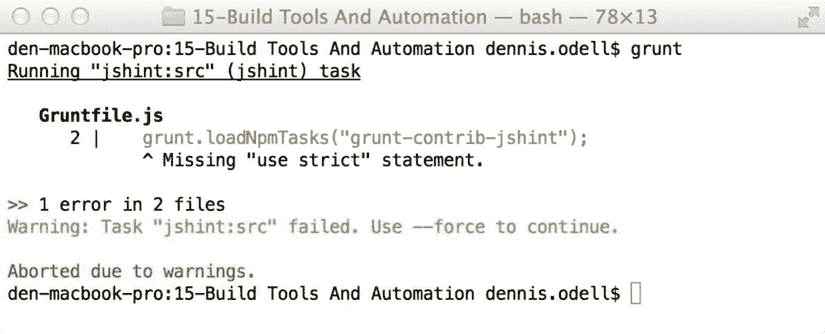 15-Build Tools And Automation — bash — 78×13
den-macbook-pro:15-Build Tools And Automation dennis.odell$ grunt
Running "jshint:src" (jshint) task
Gruntfile.js
2 | grunt.loadNpmTasks("grunt-contrib-jshint");
^ Missing "use strict" statement.
>> 1 error in 2 files
Warning: Task "jshint:src" failed. Use --force to continue.
Aborted due to warnings.
den-macbook-pro:15-Build Tools And Automation dennis.odell$